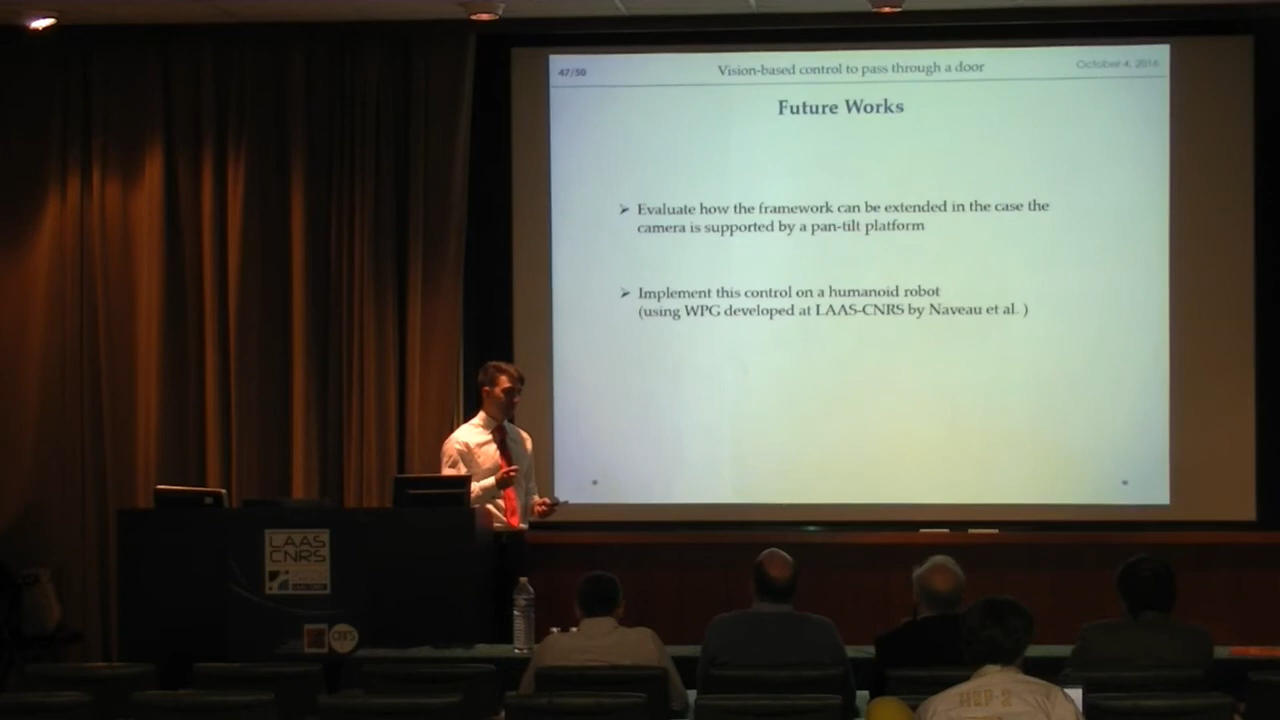 47/50
Vision-based control to pass through a door
October 4, 2016
Future Works
➢ Evaluate how the framework can be extended in the case the
camera is supported by a pan-tilt platform
➢ Implement this control on a humanoid robot
(using WPG developed at LAAS-CNRS by Naveau et al. )
LAAS
CNRS
CNRS
HRP-2